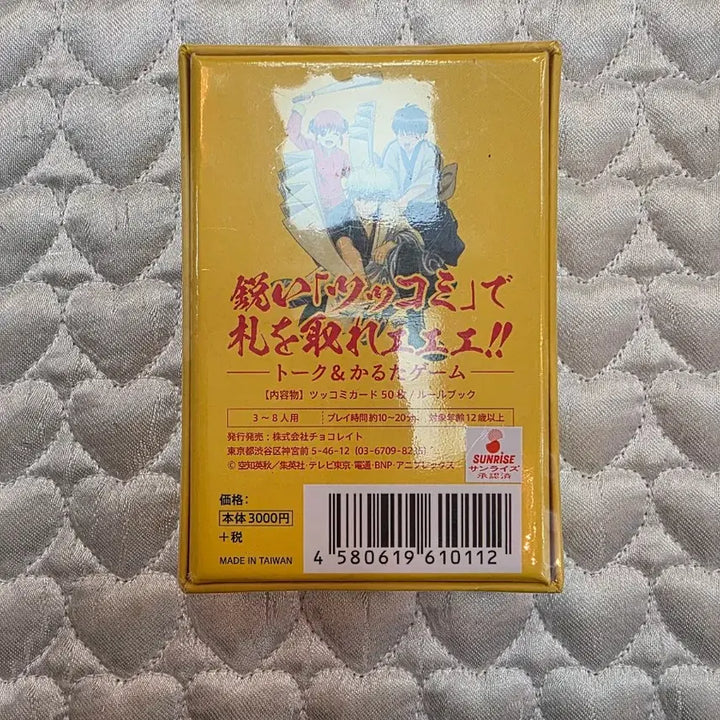 鋭い「ツッコミ」で
札を取れェェェ!!
トーク&かるたゲーム
【内容物】ツッコミカード50枚/ルールブック
3~8人用 プレイ時間約10~20分 対象年齢12歳以上
発行発売:株式会社チョコレイト
東京都渋谷区神宮前5-46-12 (03-6709-82
© 空知英秋/集英社・テレビ東京・電通・BNP・アニプレックス
SUNRISE
サンライズ
承認済
価格:
本体3000円
+税
MADE IN TAIWAN
4 580619 610112